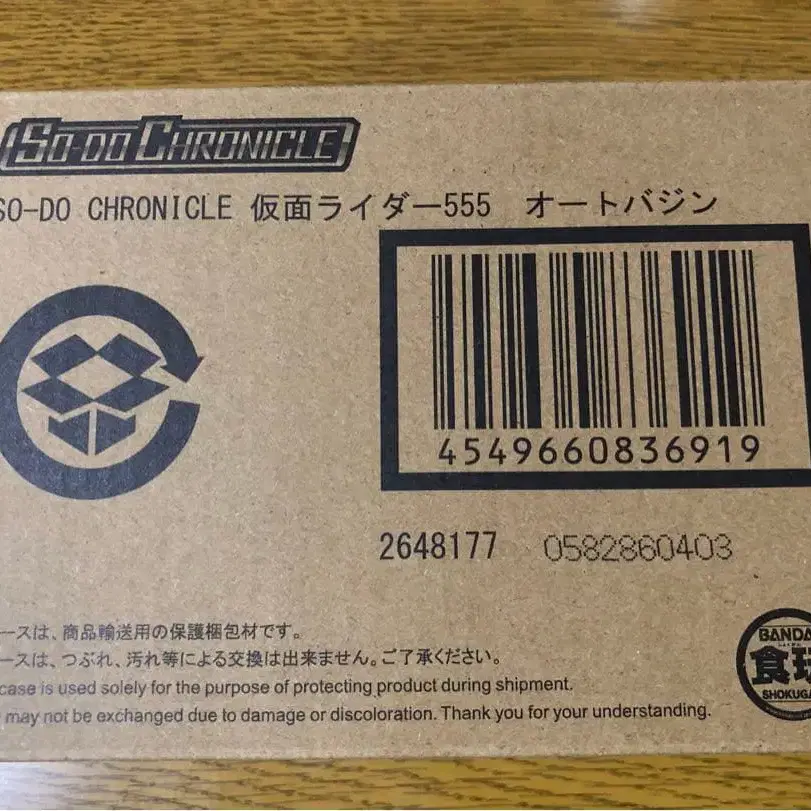 SO-DO CHRONICLE
SO-DO CHRONICLE 仮面ライダー555 オートバジン
4549660836919
2648177 0582860403
ースは、商品輸送用の保護梱包材です。
ースは、つぶれ、汚れ等による交換は出来ません。ご了承ください。
case is used solely for the purpose of protecting product during shipment.
may not be exchanged due to damage or discoloration. Thank you for your understanding.
BANDA
食玩
SHOKUGA